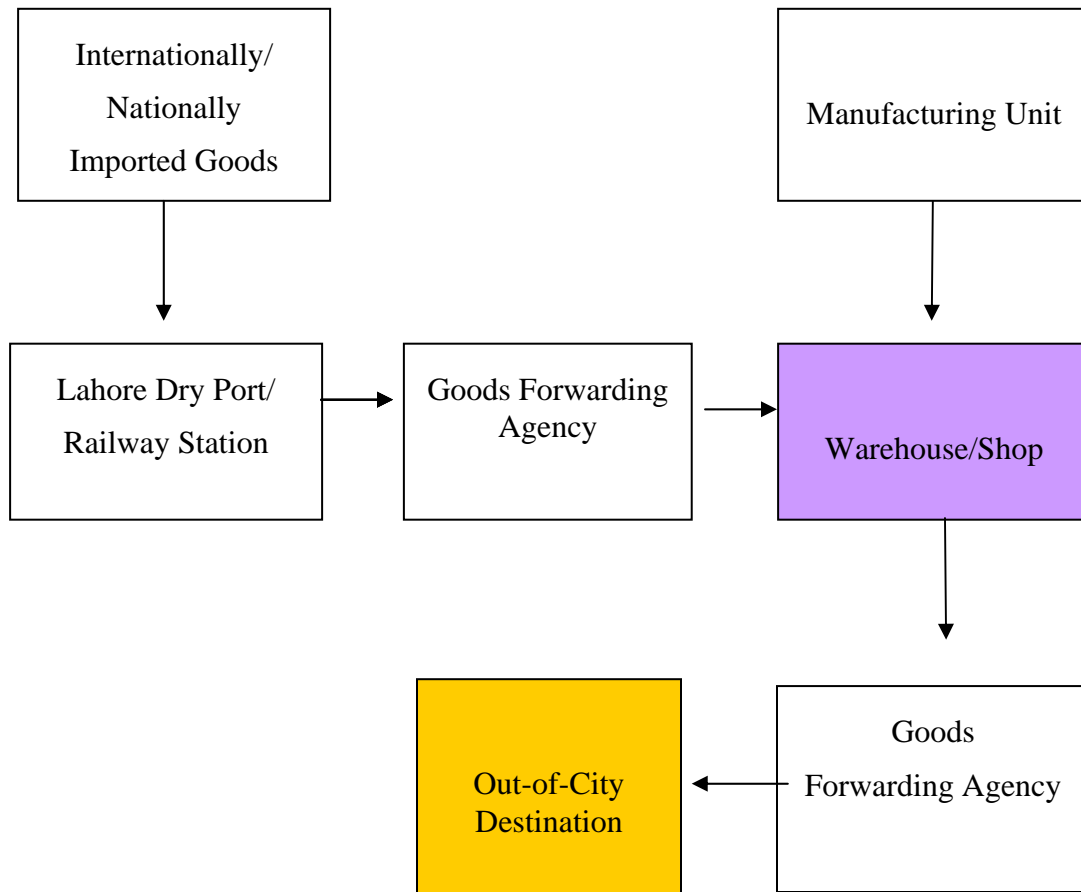 Internationally/
Nationally
Imported Goods
Manufacturing Unit
Lahore Dry Port/
Railway Station
Goods Forwarding
Agency
Warehouse/Shop
Out-of-City
Destination
Goods
Forwarding Agency